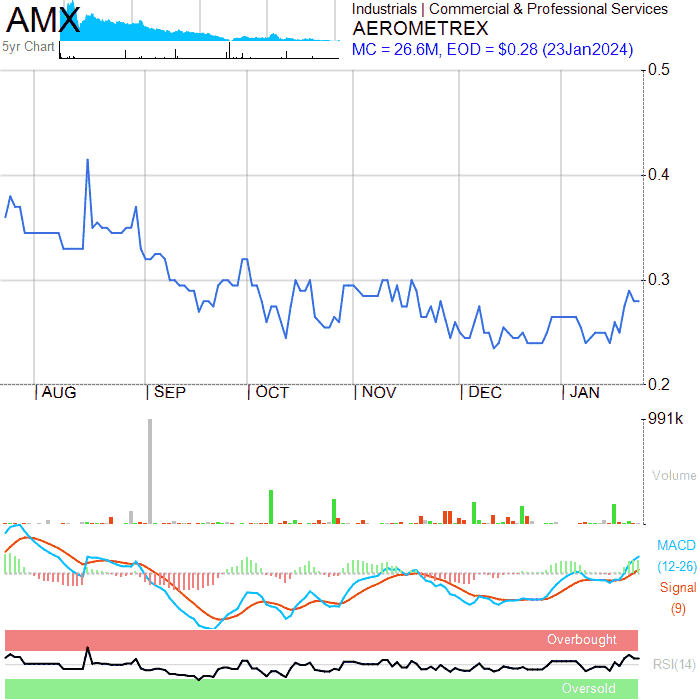 AMX
5yr Chart
Industrials | Commercial & Professional Services
AEROMETREX
MC = 26.6M, EOD = $0.28 (23Jan2024)
0.5
0.4
0.3
0.2
AUG SEP OCT NOV DEC JAN
991k
Volume
MACD
(12-26)
Signal
(9)
Overbought
RSI(14)
Oversold